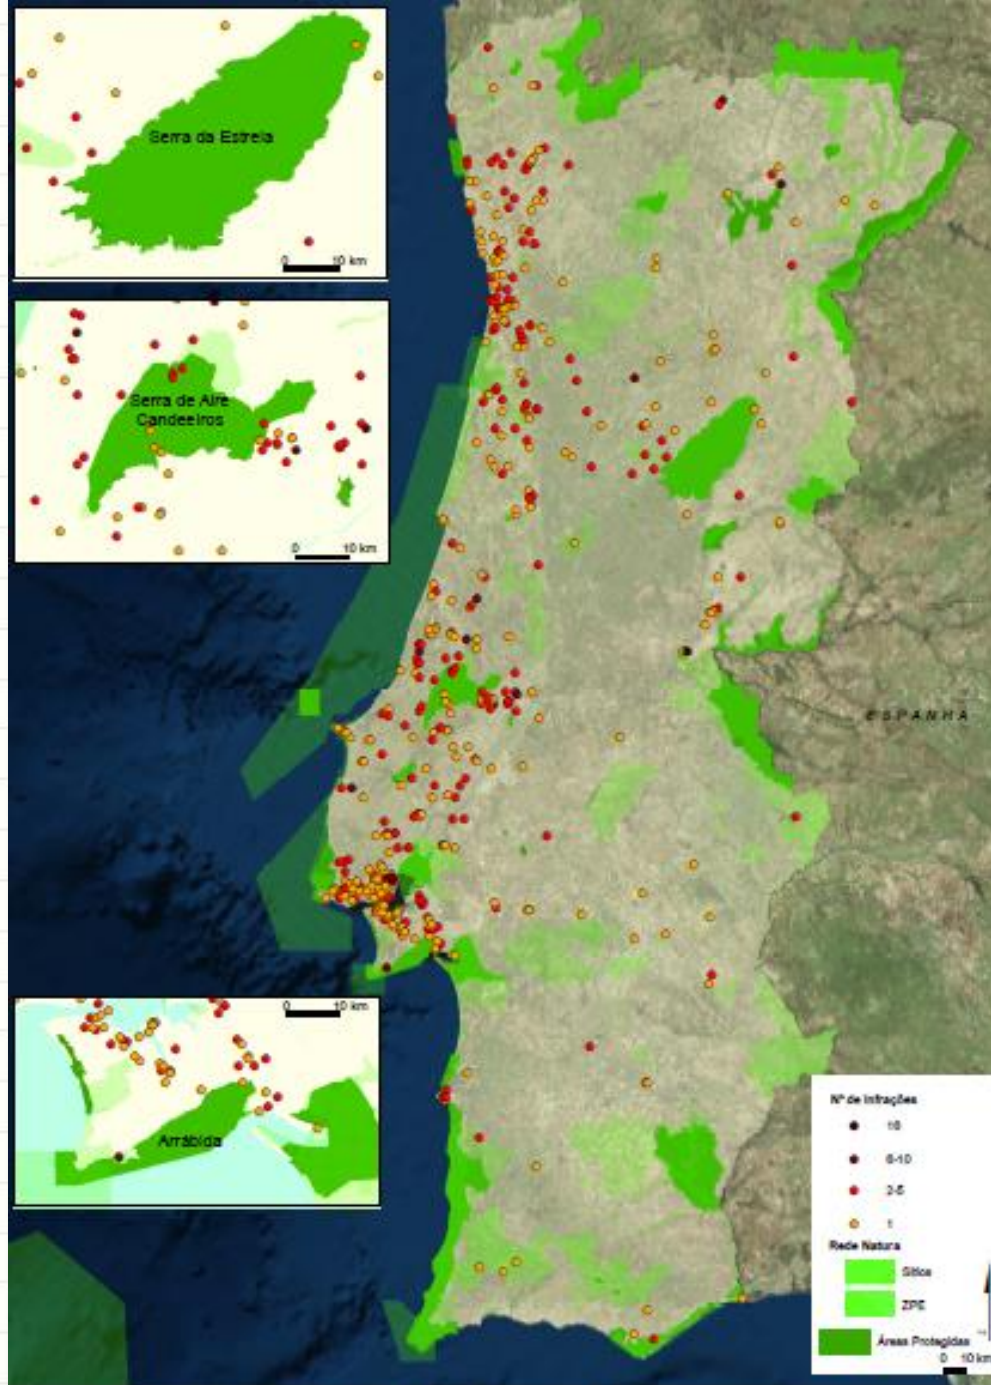 Serra da Estrela
0 10 km
Serra de Aire
Candeeiros
0 10 km
ESPANHA
0 10 km
Arrábida
Nº de Infrações
6-10
2-5
1
Rede Natura
Sítios
ZPE
Áreas Protegidas
0 10 km